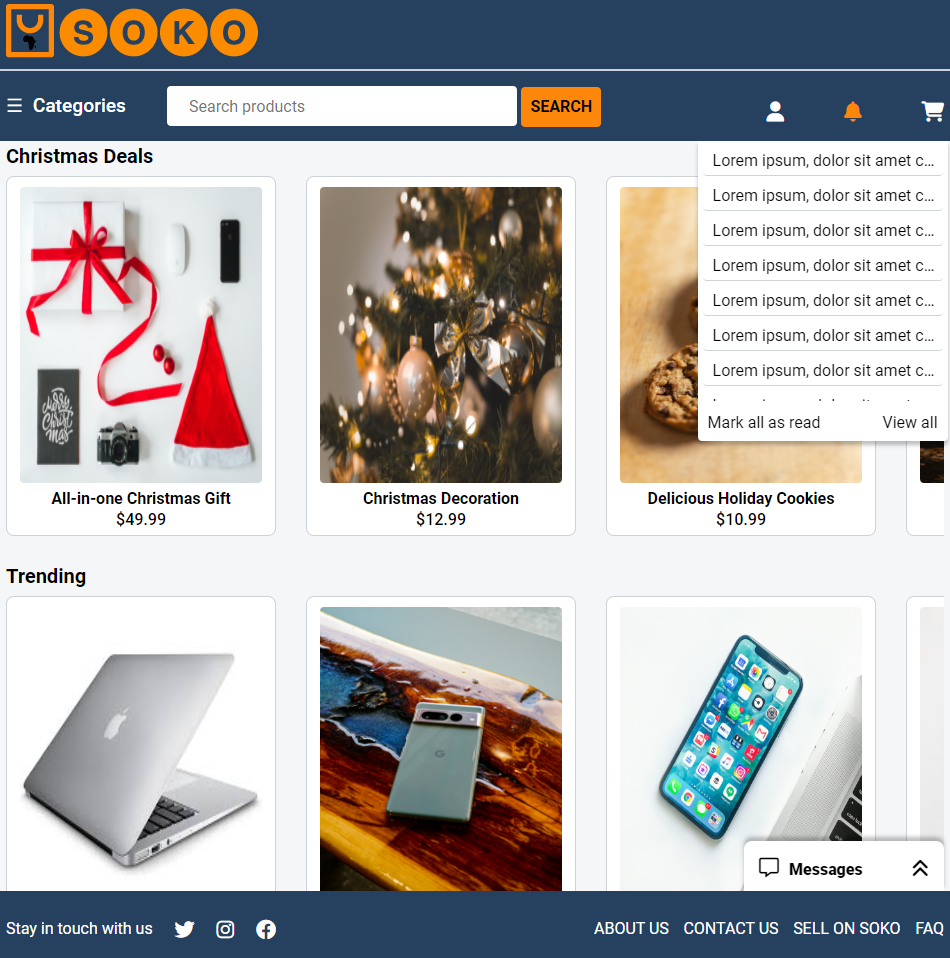 SOKO
☰ Categories
Search products
SEARCH
Christmas Deals
Lorem ipsum, dolor sit amet c...
Lorem ipsum, dolor sit amet c...
Lorem ipsum, dolor sit amet c...
Lorem ipsum, dolor sit amet c...
Lorem ipsum, dolor sit amet c...
Lorem ipsum, dolor sit amet c...
Lorem ipsum, dolor sit amet c...
Mark all as read
View all
Merry
Christ
mas
All-in-one Christmas Gift
$49.99
Christmas Decoration
$12.99
Delicious Holiday Cookies
$10.99
Trending
G
Messages
Stay in touch with us
ABOUT US
CONTACT US
SELL ON SOKO
FAQ